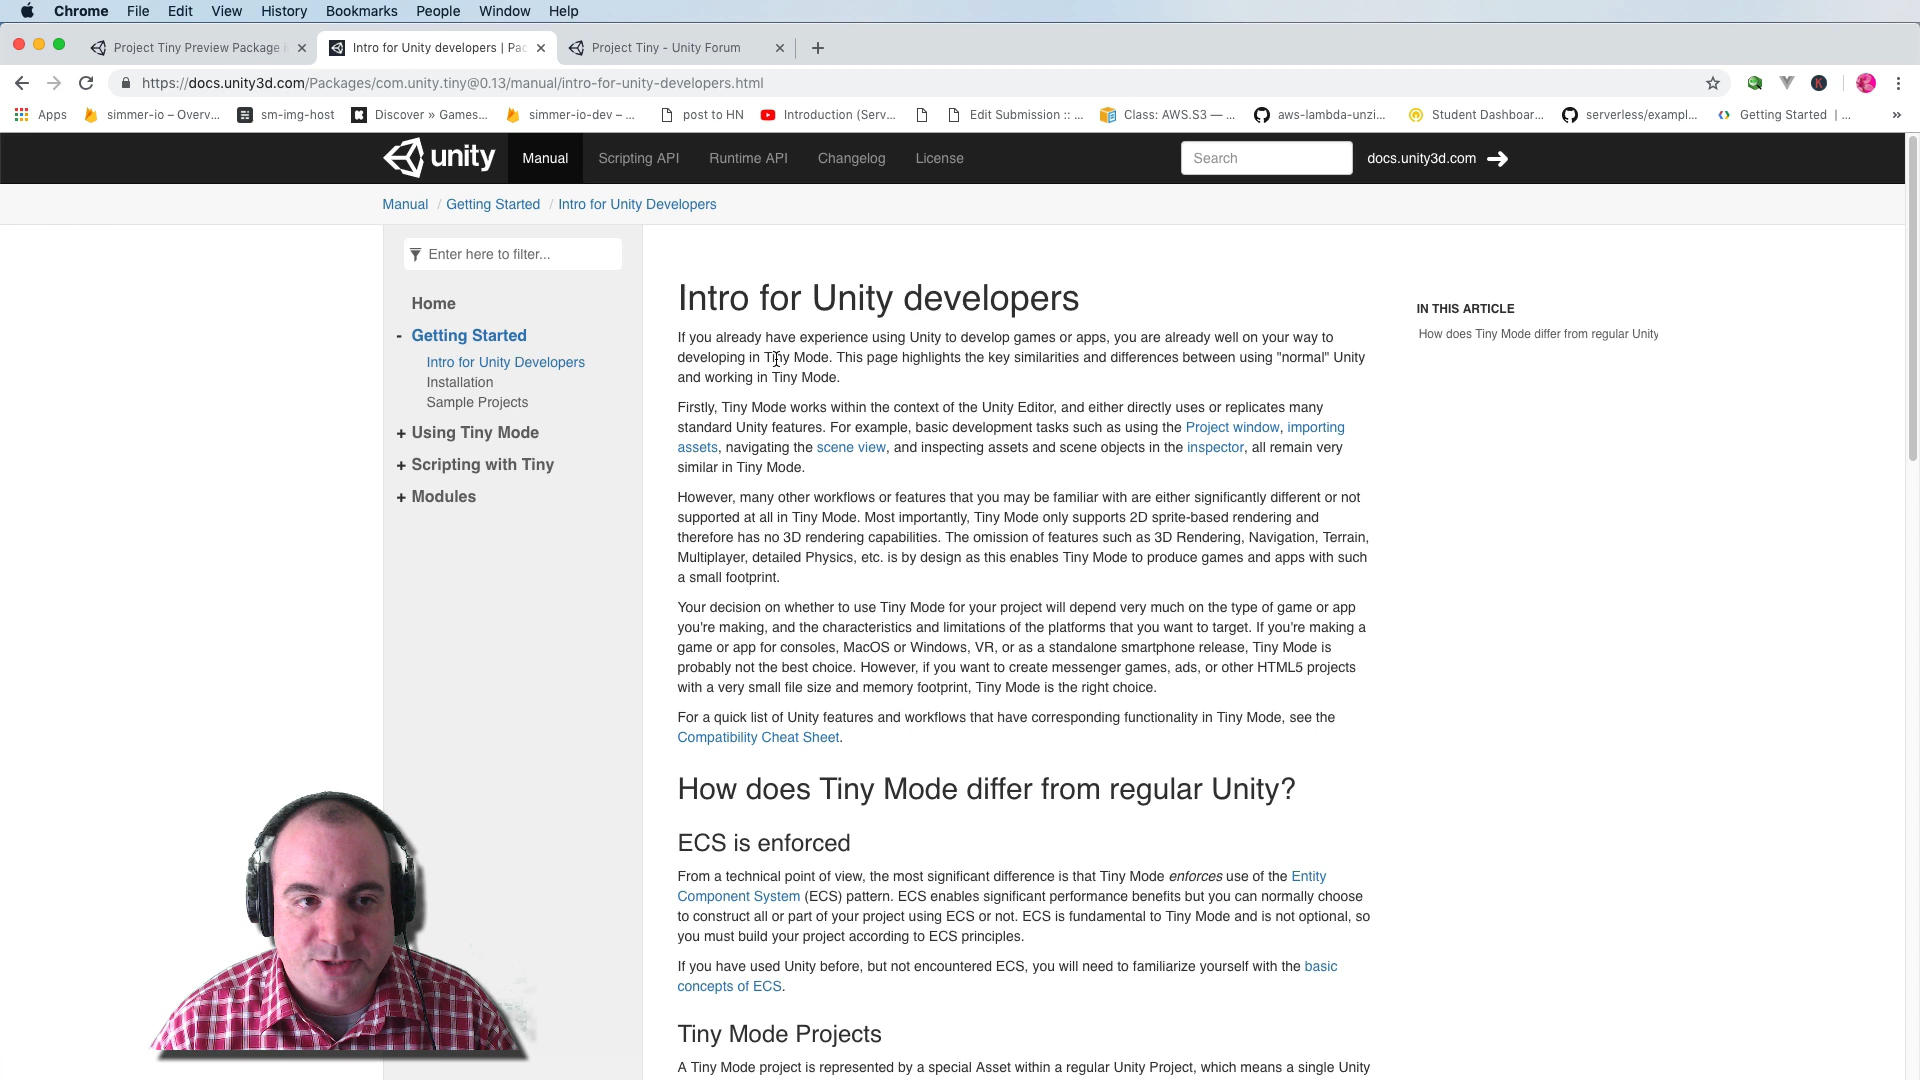 Chrome File Edit View History Bookmarks People Window Help
Project Tiny Preview Package
Intro for Unity developers | Pac
Project Tiny - Unity Forum
https://docs.unity3d.com/Packages/com.unity.tiny@0.13/manual/intro-for-unity-developers.html
Apps simmer-io – Overv... sm-img-host Discover » Games... simmer-io-dev – ... post to HN Introduction (Serv... Edit Submission :: ... Class: AWS.S3 — ... aws-lambda-unzi... Student Dashboar... serverless/exampl... Getting Started | ... »
unity Manual Scripting API Runtime API Changelog License Search docs.unity3d.com
Manual / Getting Started / Intro for Unity Developers
Enter here to filter...
Home
- Getting Started
Intro for Unity Developers
Installation
Sample Projects
+ Using Tiny Mode
+ Scripting with Tiny
+ Modules
Intro for Unity developers
If you already have experience using Unity to develop games or apps, you are already well on your way to
developing in Tiny Mode. This page highlights the key similarities and differences between using "normal" Unity
and working in Tiny Mode.
Firstly, Tiny Mode works within the context of the Unity Editor, and either directly uses or replicates many
standard Unity features. For example, basic development tasks such as using the Project window, importing
assets, navigating the scene view, and inspecting assets and scene objects in the inspector, all remain very
similar in Tiny Mode.
However, many other workflows or features that you may be familiar with are either significantly different or not
supported at all in Tiny Mode. Most importantly, Tiny Mode only supports 2D sprite-based rendering and
therefore has no 3D rendering capabilities. The omission of features such as 3D Rendering, Navigation, Terrain,
Multiplayer, detailed Physics, etc. is by design as this enables Tiny Mode to produce games and apps with such
a small footprint.
Your decision on whether to use Tiny Mode for your project will depend very much on the type of game or app
you're making, and the characteristics and limitations of the platforms that you want to target. If you're making a
game or app for consoles, MacOS or Windows, VR, or as a standalone smartphone release, Tiny Mode is
probably not the best choice. However, if you want to create messenger games, ads, or other HTML5 projects
with a very small file size and memory footprint, Tiny Mode is the right choice.
For a quick list of Unity features and workflows that have corresponding functionality in Tiny Mode, see the
Compatibility Cheat Sheet.
How does Tiny Mode differ from regular Unity?
ECS is enforced
From a technical point of view, the most significant difference is that Tiny Mode enforces use of the Entity
Component System (ECS) pattern. ECS enables significant performance benefits but you can normally choose
to construct all or part of your project using ECS or not. ECS is fundamental to Tiny Mode and is not optional, so
you must build your project according to ECS principles.
If you have used Unity before, but not encountered ECS, you will need to familiarize yourself with the basic
concepts of ECS.
Tiny Mode Projects
A Tiny Mode project is represented by a special Asset within a regular Unity Project, which means a single Unity
IN THIS ARTICLE
How does Tiny Mode differ from regular Unity